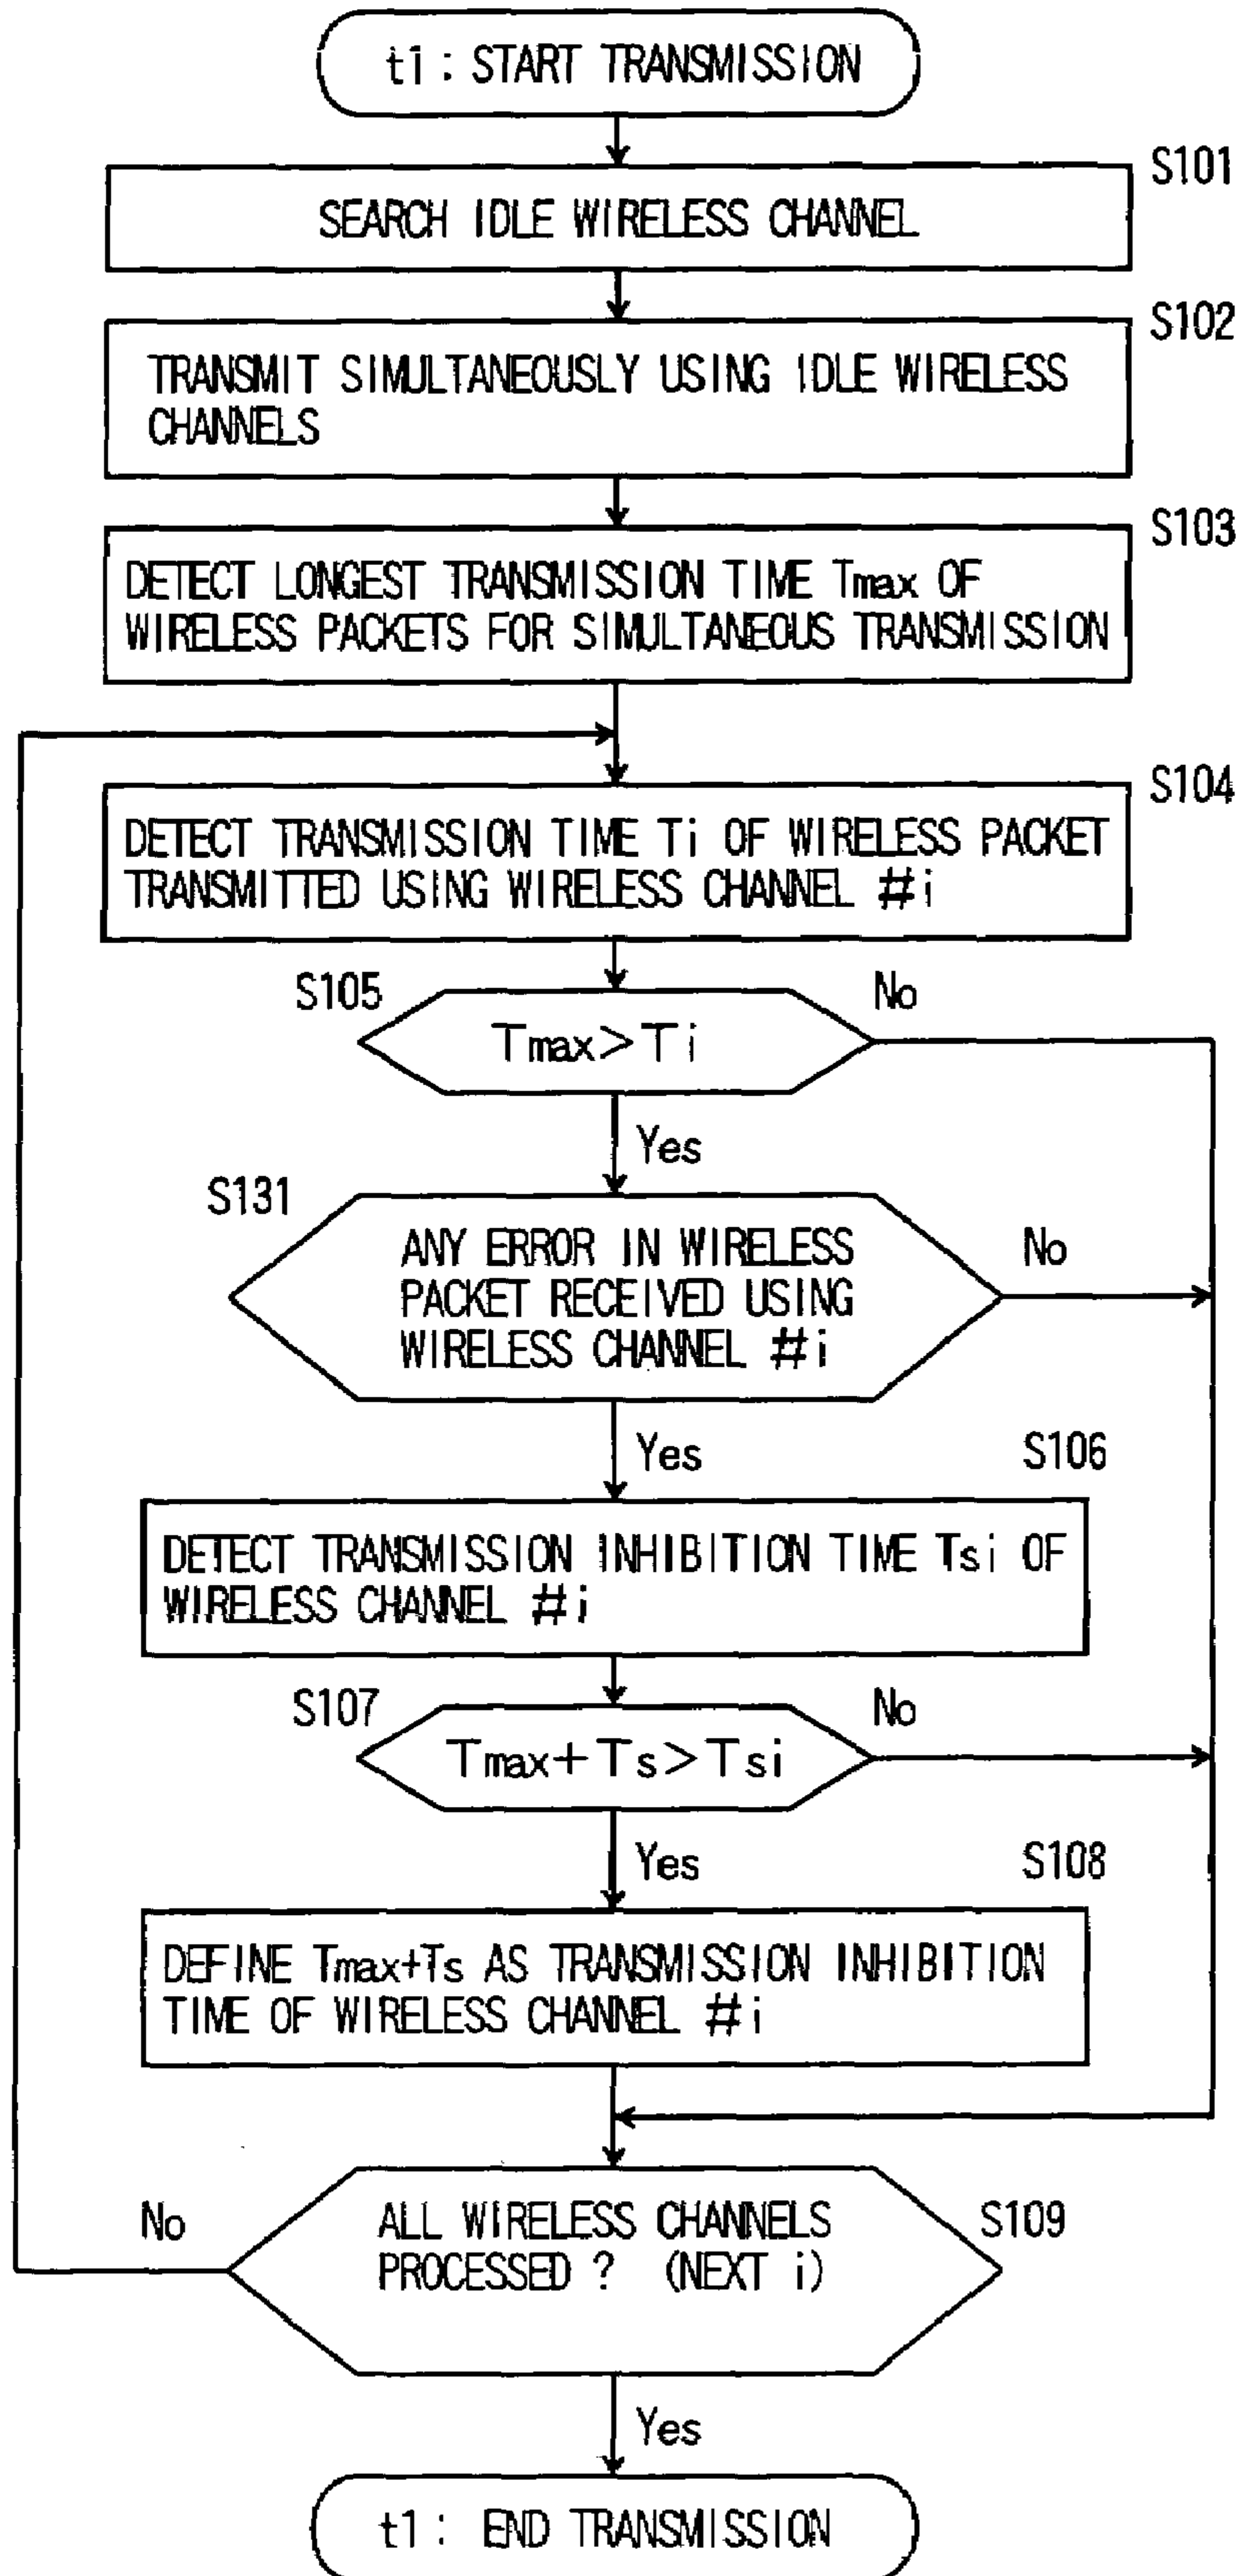 t1 : START TRANSMISSION
S101
SEARCH IDLE WIRELESS CHANNEL
S102
TRANSMIT SIMULTANEOUSLY USING IDLE WIRELESS
CHANNELS
S103
DETECT LONGEST TRANSMISSION TIME Tmax OF
WIRELESS PACKETS FOR SIMULTANEOUS TRANSMISSION
S104
DETECT TRANSMISSION TIME Ti OF WIRELESS PACKET
TRANSMITTED USING WIRELESS CHANNEL #i
S105
No
Tmax>Ti
Yes
S131
ANY ERROR IN WIRELESS
PACKET RECEIVED USING
WIRELESS CHANNEL #i
No
Yes
S106
DETECT TRANSMISSION INHIBITION TIME Tsi OF
WIRELESS CHANNEL #i
S107
No
Tmax+Ts>Tsi
Yes
S108
DEFINE Tmax+Ts AS TRANSMISSION INHIBITION
TIME OF WIRELESS CHANNEL #i
No
ALL WIRELESS CHANNELS
PROCESSED ? (NEXT i)
S109
Yes
t1 : END TRANSMISSION